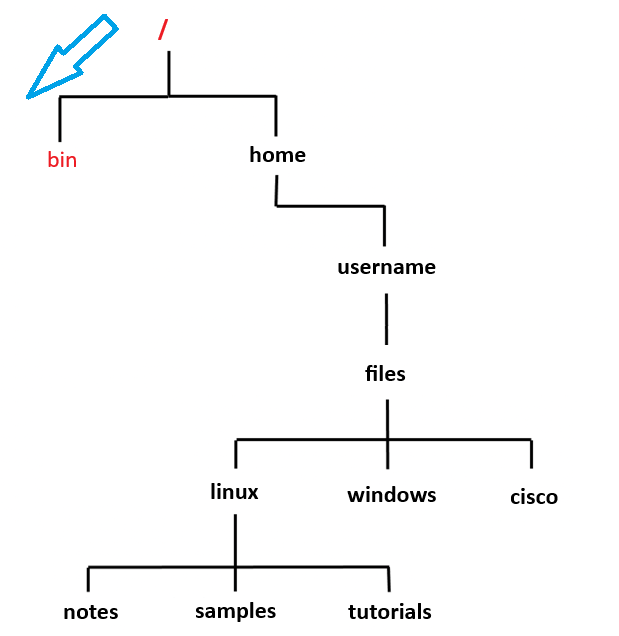 /
bin
home
username
files
linux
windows
cisco
notes
samples
tutorials